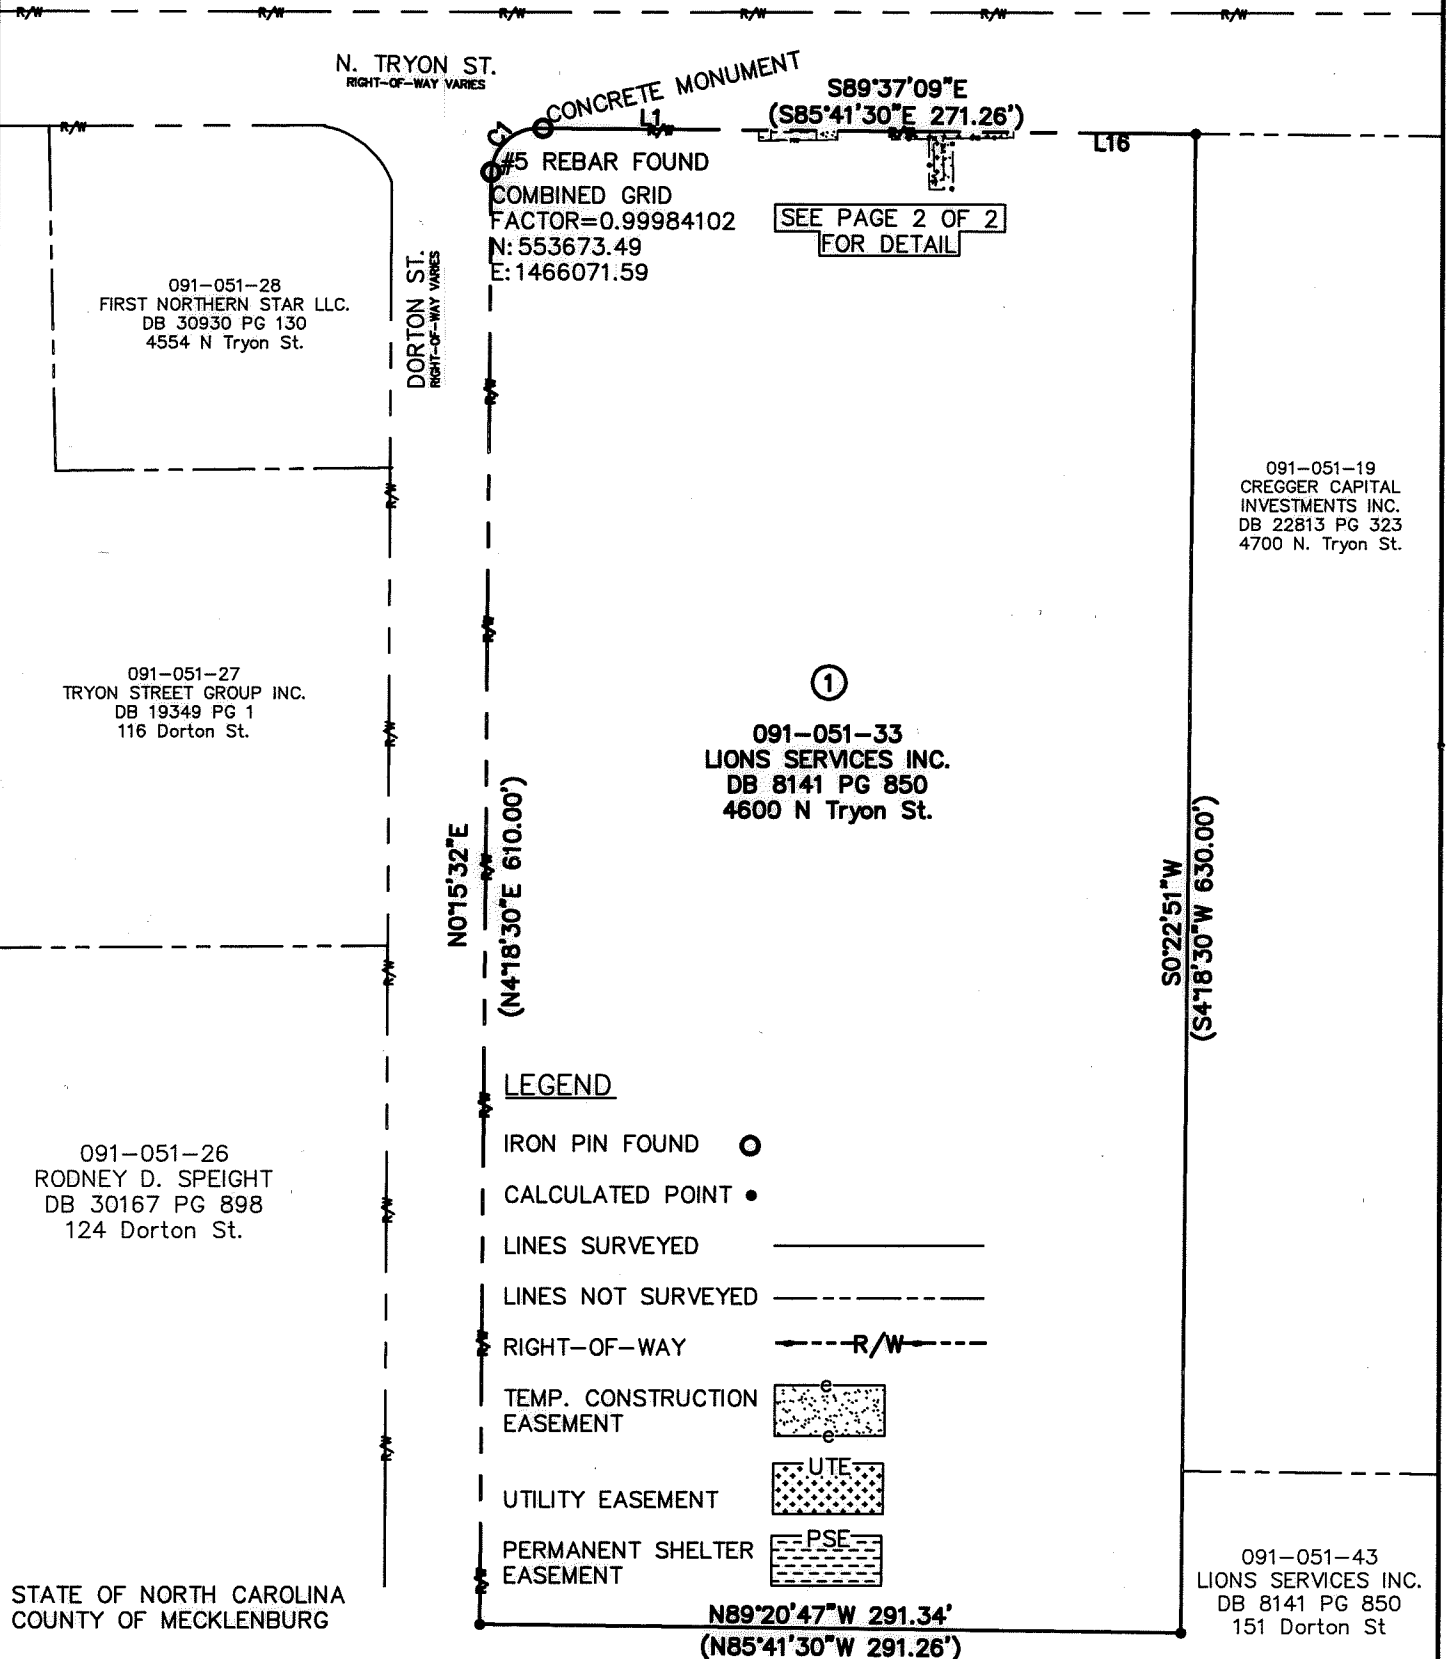 R/W R/W R/W R/W R/W R/W
N. TRYON ST.
RIGHT-OF-WAY VARIES
CONCRETE MONUMENT
S89°37'09"E
(S85°41'30"E 271.26')
R/W
C1
L1
R/W
R/W
L16
#5 REBAR FOUND
COMBINED GRID
FACTOR=0.99984102
N: 553673.49
E: 1466071.59
SEE PAGE 2 OF 2
FOR DETAIL
DORTON ST.
RIGHT-OF-WAY VARIES
091-051-28
FIRST NORTHERN STAR LLC.
DB 30930 PG 130
4554 N Tryon St.
R/W
R/W
091-051-19
CREGGER CAPITAL
INVESTMENTS INC.
DB 22813 PG 323
4700 N. Tryon St.
R/W
091-051-27
TRYON STREET GROUP INC.
DB 19349 PG 1
116 Dorton St.
R/W
1
091-051-33
LIONS SERVICES INC.
DB 8141 PG 850
4600 N Tryon St.
N0°15'32"E
R/W
(N4°18'30"E 610.00')
S0°22'51"W
(S4°18'30"W 630.00')
R/W
LEGEND
R/W
IRON PIN FOUND
CALCULATED POINT
LINES SURVEYED
LINES NOT SURVEYED
RIGHT-OF-WAY R/W
TEMP. CONSTRUCTION
EASEMENT
e
e
UTILITY EASEMENT
UTE
PERMANENT SHELTER
EASEMENT
PSE
091-051-26
RODNEY D. SPEIGHT
DB 30167 PG 898
124 Dorton St.
R/W
R/W
R/W
R/W
STATE OF NORTH CAROLINA
COUNTY OF MECKLENBURG
N89°20'47"W 291.34'
(N85°41'30"W 291.26')
091-051-43
LIONS SERVICES INC.
DB 8141 PG 850
151 Dorton St